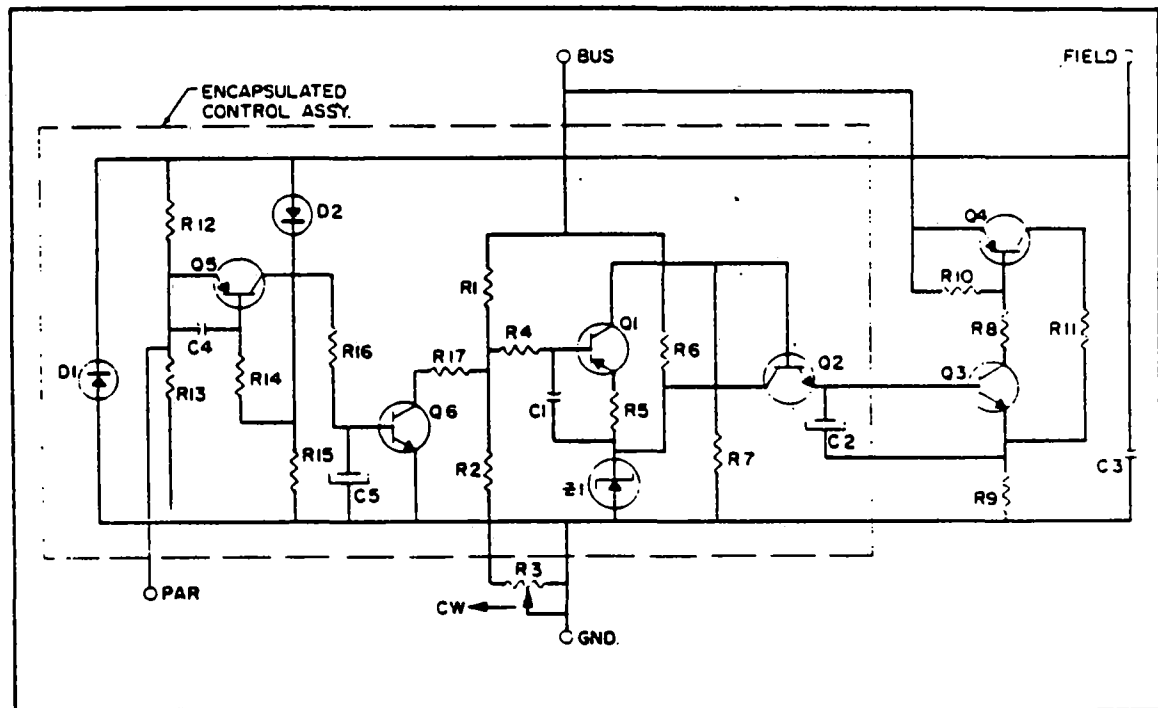 BUS
FIELD
ENCAPSULATED
CONTROL ASSY.
D2
Q4
R12
Q5
R10
R1
Q1
R4
R8
R11
C4
R16
R6
Q2
D1
R13
R14
R17
Q3
C1
R5
Q6
C2
R15
R2
R7
C5
Z1
R9
C3
R3
PAR
CW
GND.